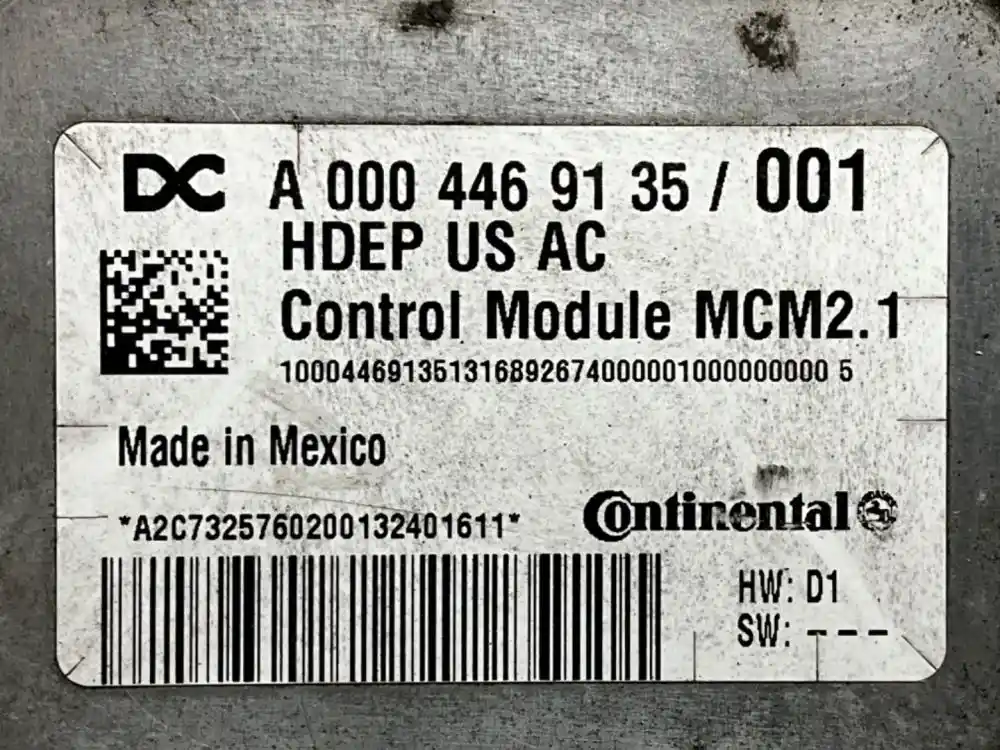 DC A 000 446 91 35 / 001
HDEP US AC
Control Module MCM2.1
10004469135131689267400000100000000 5
Made in Mexico
*A2C73257602001324016​11*
Continental
HW: D1
SW: ---